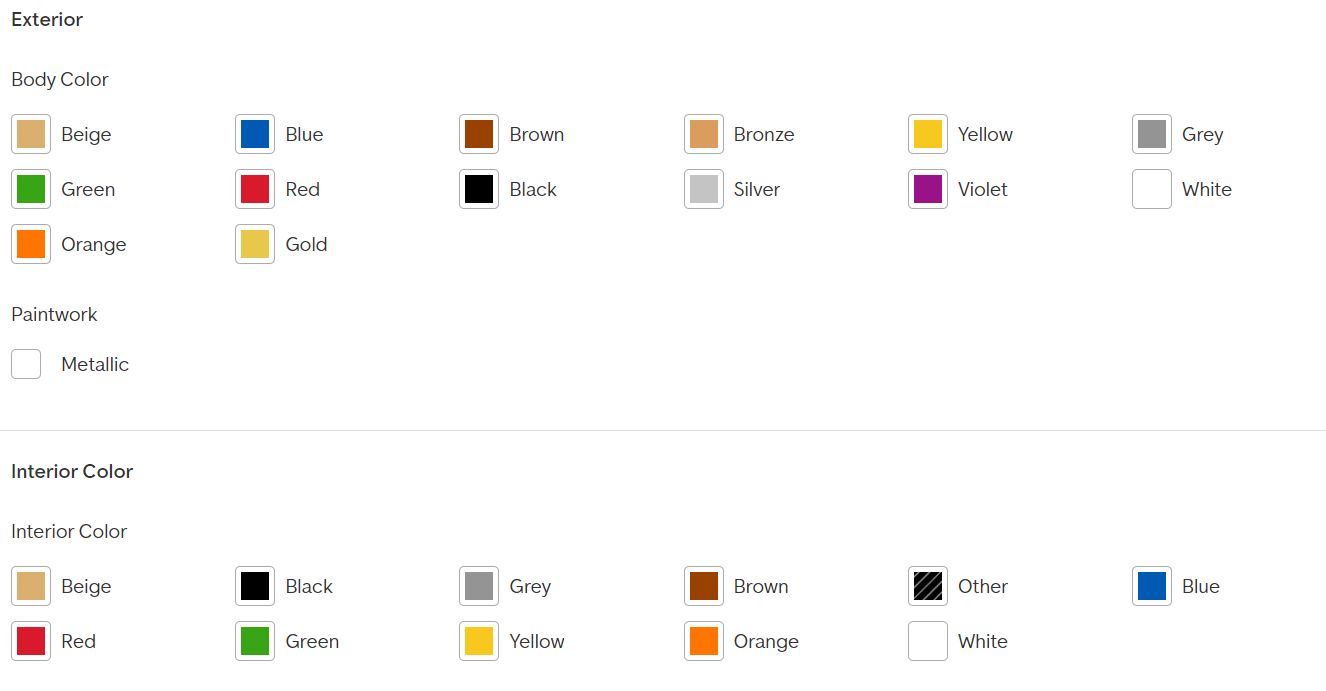 Exterior
Body Color
Beige Blue Brown Bronze Yellow Grey
Green Red Black Silver Violet White
Orange Gold
Paintwork
Metallic
Interior Color
Interior Color
Beige Black Grey Brown Other Blue
Red Green Yellow Orange White